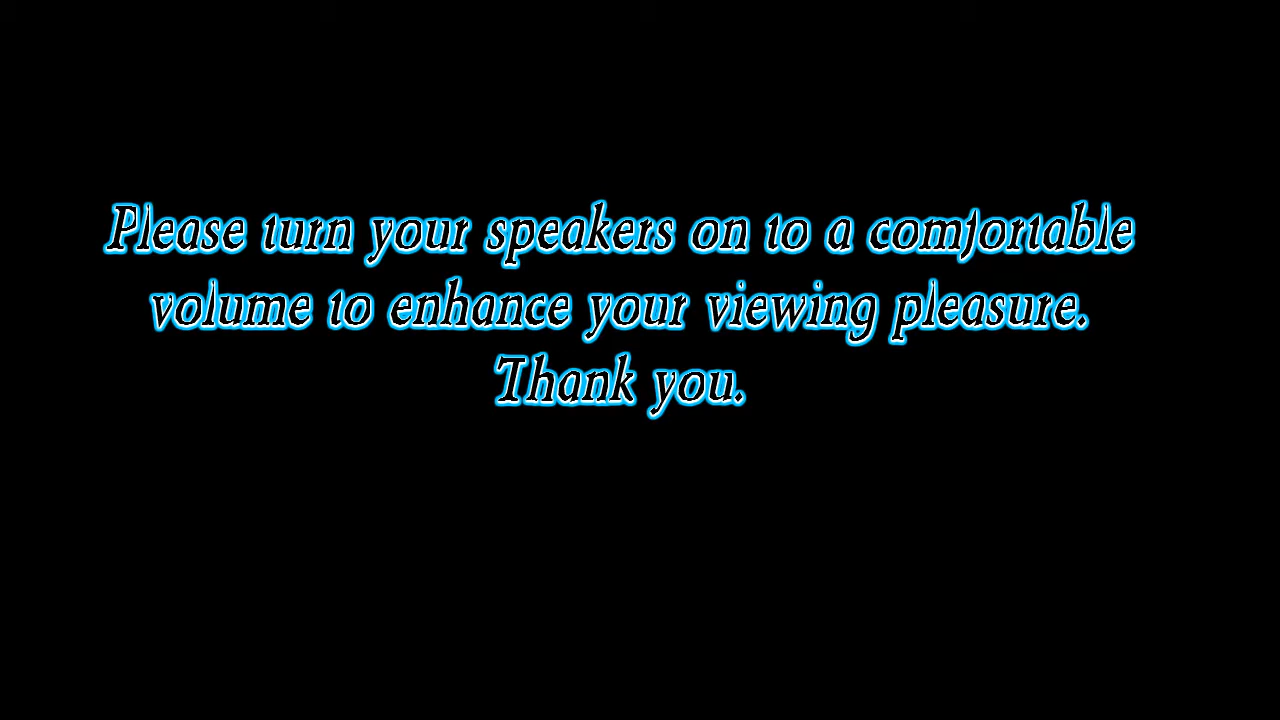 Please turn your speakers on to a comfortable
volume to enhance your viewing pleasure.
Thank you.